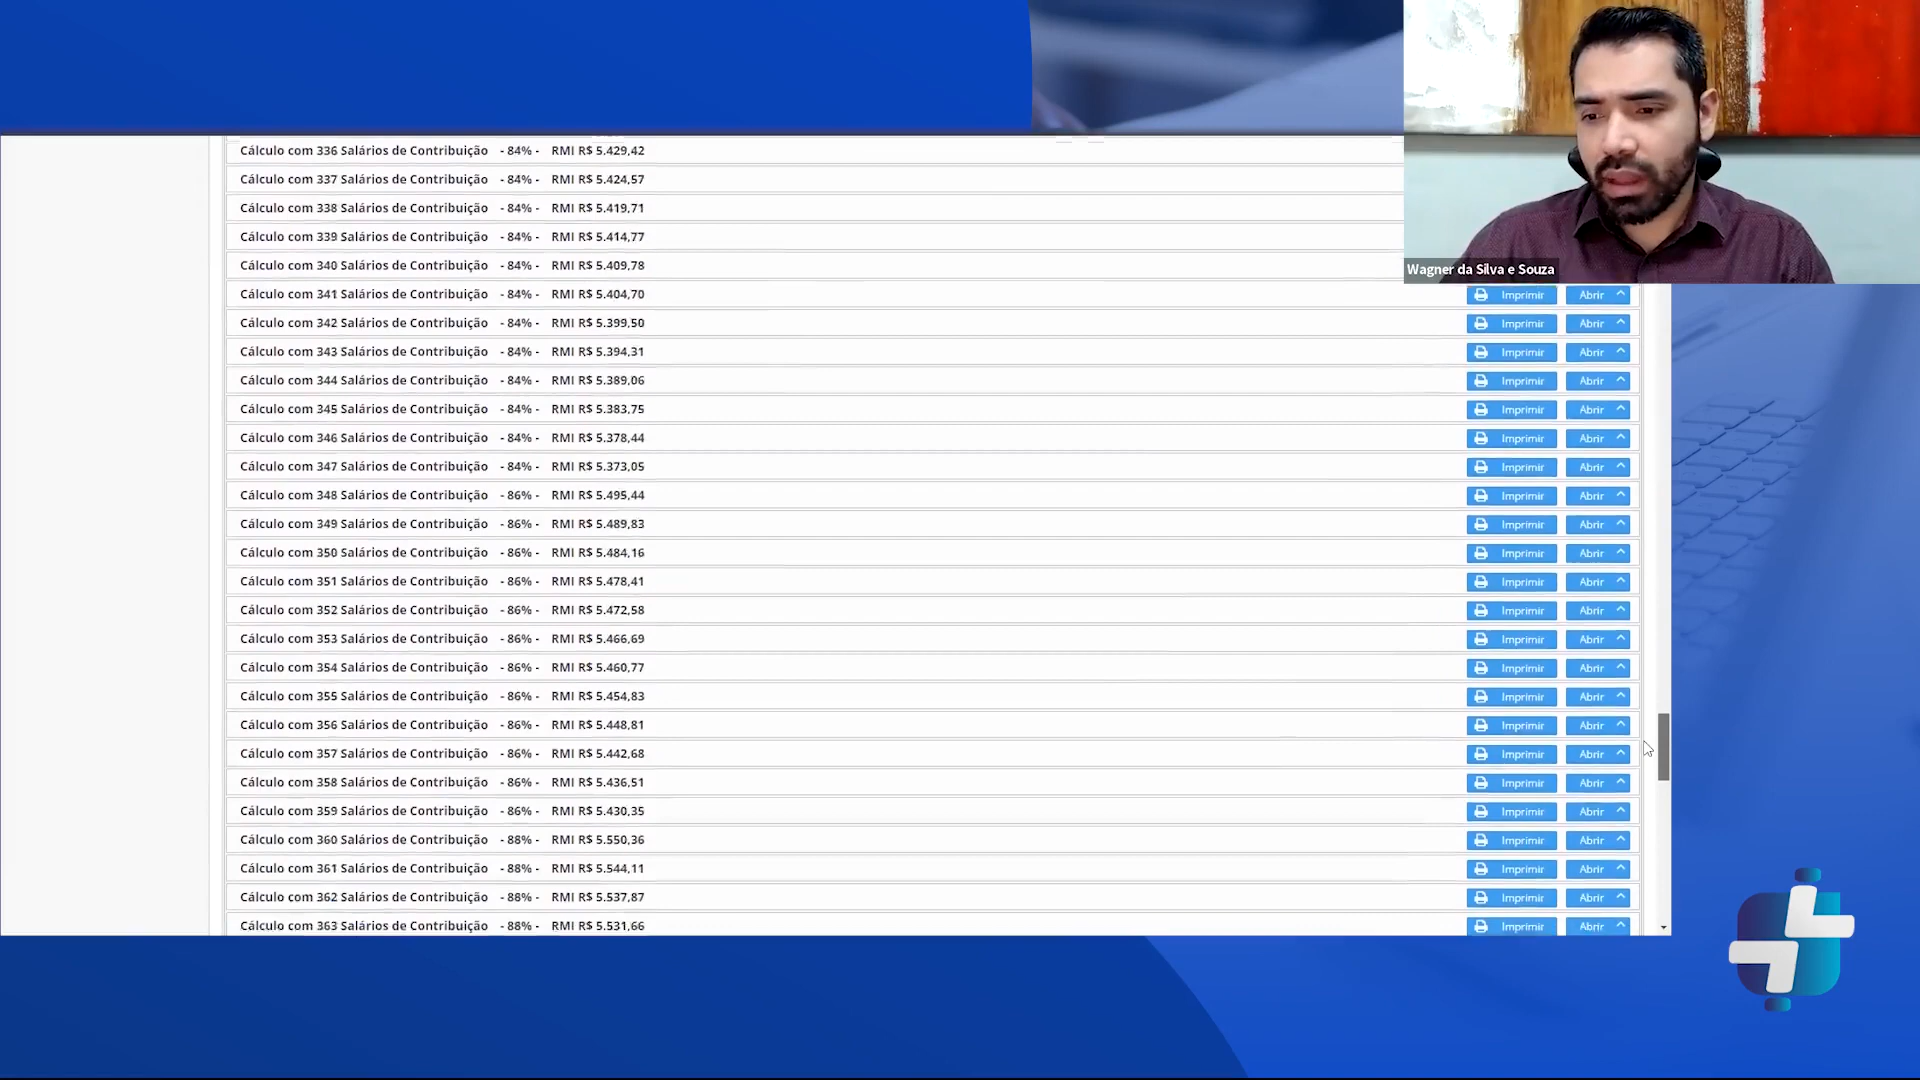 Cálculo com 336 Salários de Contribuição - 84% - RMI R$ 5.429,42
Cálculo com 337 Salários de Contribuição - 84% - RMI R$ 5.424,57
Cálculo com 338 Salários de Contribuição - 84% - RMI R$ 5.419,71
Cálculo com 339 Salários de Contribuição - 84% - RMI R$ 5.414,77
Cálculo com 340 Salários de Contribuição - 84% - RMI R$ 5.409,78
Wagner da Silva e Souza
Cálculo com 341 Salários de Contribuição - 84% - RMI R$ 5.404,70 Imprimir Abrir
Cálculo com 342 Salários de Contribuição - 84% - RMI R$ 5.399,50 Imprimir Abrir
Cálculo com 343 Salários de Contribuição - 84% - RMI R$ 5.394,31 Imprimir Abrir
Cálculo com 344 Salários de Contribuição - 84% - RMI R$ 5.389,06 Imprimir Abrir
Cálculo com 345 Salários de Contribuição - 84% - RMI R$ 5.383,75 Imprimir Abrir
Cálculo com 346 Salários de Contribuição - 84% - RMI R$ 5.378,44 Imprimir Abrir
Cálculo com 347 Salários de Contribuição - 84% - RMI R$ 5.373,05 Imprimir Abrir
Cálculo com 348 Salários de Contribuição - 86% - RMI R$ 5.495,44 Imprimir Abrir
Cálculo com 349 Salários de Contribuição - 86% - RMI R$ 5.489,83 Imprimir Abrir
Cálculo com 350 Salários de Contribuição - 86% - RMI R$ 5.484,16 Imprimir Abrir
Cálculo com 351 Salários de Contribuição - 86% - RMI R$ 5.478,41 Imprimir Abrir
Cálculo com 352 Salários de Contribuição - 86% - RMI R$ 5.472,58 Imprimir Abrir
Cálculo com 353 Salários de Contribuição - 86% - RMI R$ 5.466,69 Imprimir Abrir
Cálculo com 354 Salários de Contribuição - 86% - RMI R$ 5.460,77 Imprimir Abrir
Cálculo com 355 Salários de Contribuição - 86% - RMI R$ 5.454,83 Imprimir Abrir
Cálculo com 356 Salários de Contribuição - 86% - RMI R$ 5.448,81 Imprimir Abrir
Cálculo com 357 Salários de Contribuição - 86% - RMI R$ 5.442,68 Imprimir Abrir
Cálculo com 358 Salários de Contribuição - 86% - RMI R$ 5.436,51 Imprimir Abrir
Cálculo com 359 Salários de Contribuição - 86% - RMI R$ 5.430,35 Imprimir Abrir
Cálculo com 360 Salários de Contribuição - 88% - RMI R$ 5.550,36 Imprimir Abrir
Cálculo com 361 Salários de Contribuição - 88% - RMI R$ 5.544,11 Imprimir Abrir
Cálculo com 362 Salários de Contribuição - 88% - RMI R$ 5.537,87 Imprimir Abrir
Cálculo com 363 Salários de Contribuição - 88% - RMI R$ 5.531,66 Imprimir Abrir